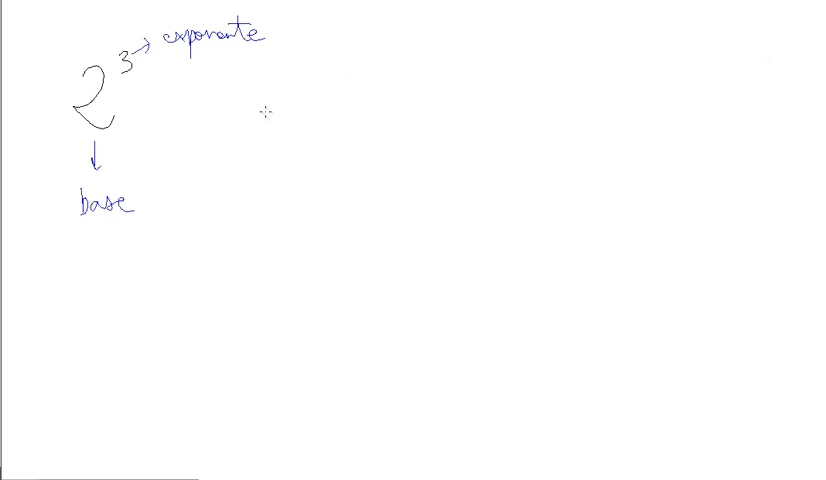 2³ → exponente
↓
base